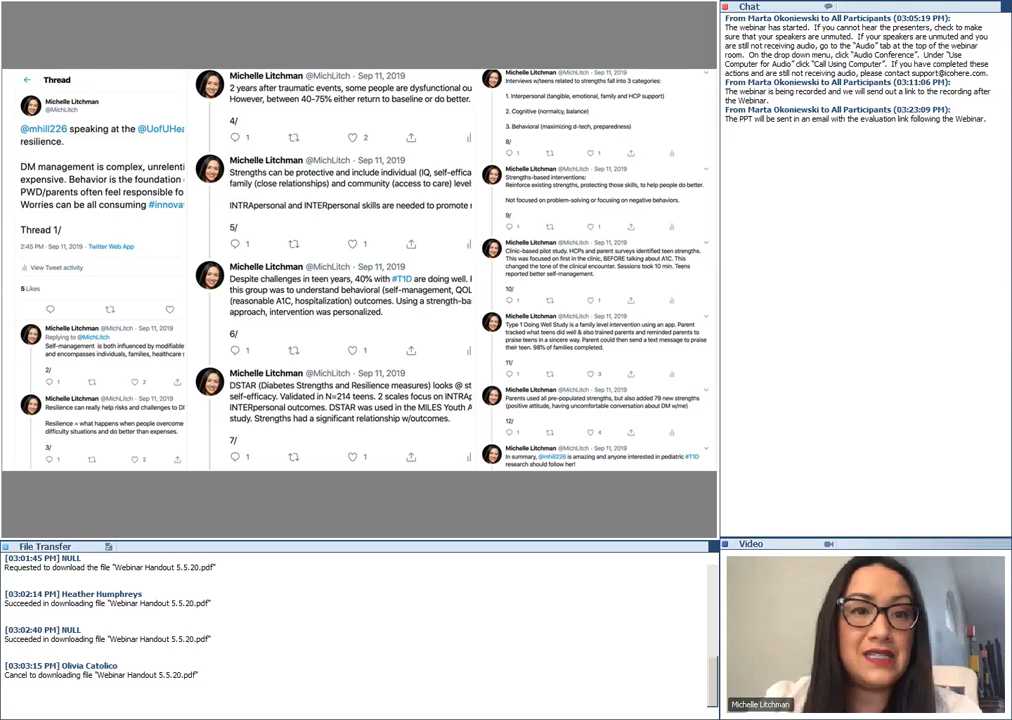 Thread
Michelle Litchman
@MichLitch
@mhill226 speaking at the @UofUHea
resilience.
DM management is complex, unrelenti
expensive. Behavior is the foundation
PWD/parents often feel responsible fo
Worries can be all consuming #innova
Thread 1/
2:45 PM · Sep 11, 2019 · Twitter Web App
View Tweet activity
5 Likes
Michelle Litchman @MichLitch · Sep 11, 2019
Replying to @MichLitch
Self-management is both influenced by modifiable
and encompasses individuals, families, healthcare s
2/
1 2
Michelle Litchman @MichLitch · Sep 11, 2019
Resilience can really help risks and challenges to D
Resilience = what happens when people overcome
difficulty situations and do better than expenses.
3/
1 2
Michelle Litchman @MichLitch · Sep 11, 2019
2 years after traumatic events, some people are dysfunctional ou
However, between 40-75% either return to baseline or do better.
4/
1 2
Michelle Litchman @MichLitch · Sep 11, 2019
Strengths can be protective and include individual (IQ, self-effica
family (close relationships) and community (access to care) level
INTRApersonal and INTERpersonal skills are needed to promote r
5/
1 1
Michelle Litchman @MichLitch · Sep 11, 2019
Despite challenges in teen years, 40% with #T1D are doing well.
this group was to understand behavioral (self-management, QOL
(reasonable A1C, hospitalization) outcomes. Using a strength-ba
approach, intervention was personalized.
6/
1 1
Michelle Litchman @MichLitch · Sep 11, 2019
DSTAR (Diabetes Strengths and Resilience measures) looks @ st
self-efficacy. Validated in N=214 teens. 2 scales focus on INTRAp
INTERpersonal outcomes. DSTAR was used in the MILES Youth A
study. Strengths had a significant relationship w/outcomes.
7/
1 1
Michelle Litchman @MichLitch · Sep 11, 2019
Interviews w/teens related to strengths fall into 3 categories:
1. Interpersonal (tangible, emotional, family and HCP support)
2. Cognitive (normalcy, balance)
3. Behavioral (maximizing d-tech, preparedness)
8/
1 1
Michelle Litchman @MichLitch · Sep 11, 2019
Strengths-based interventions:
Reinforce existing strengths, protecting those skills, to help people do better.
Not focused on problem-solving or focusing on negative behaviors.
9/
1 1
Michelle Litchman @MichLitch · Sep 11, 2019
Clinic-based pilot study. HCPs and parent surveys identified teen strengths.
This was focused on first in the clinic, BEFORE talking about A1C. This
changed the tone of the clinical encounter. Sessions took 10 min. Teens
reported better self-management.
10/
1 1
Michelle Litchman @MichLitch · Sep 11, 2019
Type 1 Doing Well Study is a family level intervention using an app. Parent
tracked what teens did well & also trained parents and reminded parents to
praise teens in a sincere way. Parent could then send a text message to praise
their teen. 98% of families completed.
11/
1 3
Michelle Litchman @MichLitch · Sep 11, 2019
Parents used all pre-populated strengths, but also added 79 new strengths
(positive attitude, having uncomfortable conversation about DM w/me)
12/
1 4
Michelle Litchman @MichLitch · Sep 11, 2019
In summary, @mhill226 is amazing and anyone interested in pediatric #T1D
research should follow her!
Chat
From Marta Okoniewski to All Participants (03:05:19 PM):
The webinar has started. If you cannot hear the presenters, check to make
sure that your speakers are unmuted. If your speakers are unmuted and you
are still not receiving audio, go to the "Audio" tab at the top of the webinar
room. On the drop down menu, click "Audio Conference". Under "Use
Computer for Audio" click "Call Using Computer". If you have completed these
actions and are still not receiving audio, please contact support@icohere.com.
From Marta Okoniewski to All Participants (03:11:06 PM):
The webinar is being recorded and we will send out a link to the recording after
the Webinar.
From Marta Okoniewski to All Participants (03:23:09 PM):
The PPT will be sent in an email with the evaluation link following the Webinar.
File Transfer
[03:01:45 PM] NULL
Requested to download the file "Webinar Handout 5.5.20.pdf"
[03:02:14 PM] Heather Humphreys
Succeeded in downloading file "Webinar Handout 5.5.20.pdf"
[03:02:40 PM] NULL
Succeeded in downloading file "Webinar Handout 5.5.20.pdf"
[03:03:15 PM] Olivia Catolico
Cancel to downloading file "Webinar Handout 5.5.20.pdf"
Video
Michelle Litchman